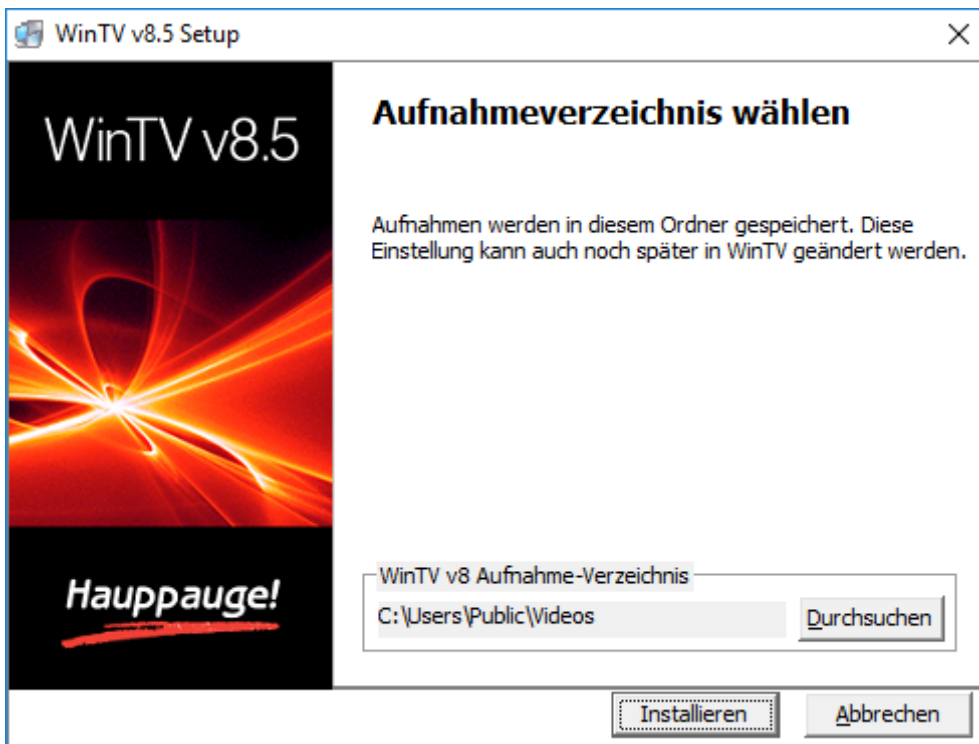 WinTV v8.5 Setup
WinTV v8.5
Aufnahmeverzeichnis wählen
Aufnahmen werden in diesem Ordner gespeichert. Diese
Einstellung kann auch noch später in WinTV geändert werden.
Hauppauge!
WinTV v8 Aufnahme-Verzeichnis
C:\Users\Public\Videos
Durchsuchen
Installieren
Abbrechen